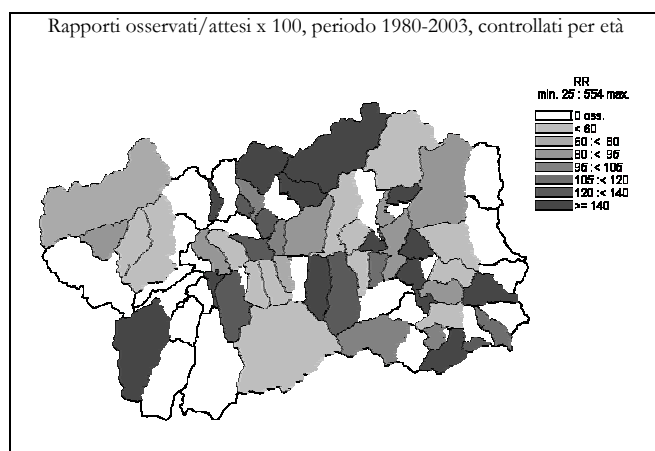 Rapporti osservati/attesi x 100, periodo 1980-2003, controllati per età
RR
min. 25 : 554 max.
0 oss.
< 60
60 :< 80
80 :< 95
95 :< 105
105 :< 120
120 :< 140
>= 140